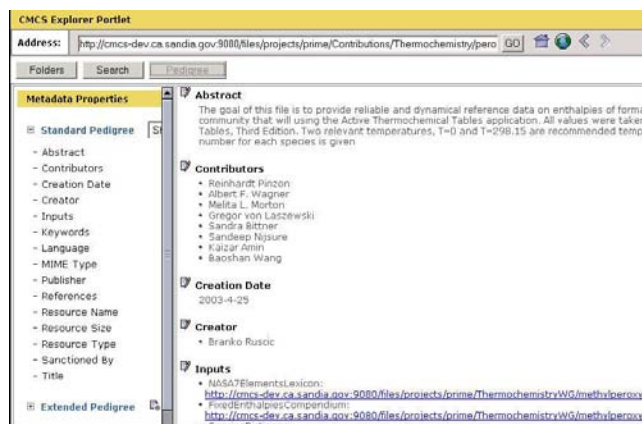 CMCS Explorer Portlet
Address: http://cmcs-dev.ca.sandia.gov:9080/files/projects/prime/Contributions/Thermochemistry/pero GO
Folders Search Pedigree
Metadata Properties
Standard Pedigree
- Abstract
- Contributors
- Creation Date
- Creator
- Inputs
- Keywords
- Language
- MIME Type
- Publisher
- References
- Resource Name
- Resource Size
- Resource Type
- Sanctioned By
- Title
Extended Pedigree
Abstract
The goal of this file is to provide reliable and dynamical reference data on enthalpies of forma
community that will using the Active Thermochemical Tables application. All values were taker
Tables, Third Edition. Two relevant temperatures, T=0 and T=298.15 are recommended temp
number for each species is given
Contributors
• Reinhardt Pinzon
• Albert F. Wagner
• Melita L. Morton
• Gregor von Laszewski
• Sandra Bittner
• Sandeep Nijsure
• Kaizar Amin
• Baoshan Wang
Creation Date
2003-4-25
Creator
• Branko Ruscic
Inputs
• NASA7ElementsLexicon:
http://cmcs-dev.ca.sandia.gov:9080/files/projects/prime/ThermochemistryWG/methylperoxy
• FixedEnthalpiesCompendium:
http://cmcs-dev.ca.sandia.gov:9080/files/projects/prime/ThermochemistryWG/methylperoxy